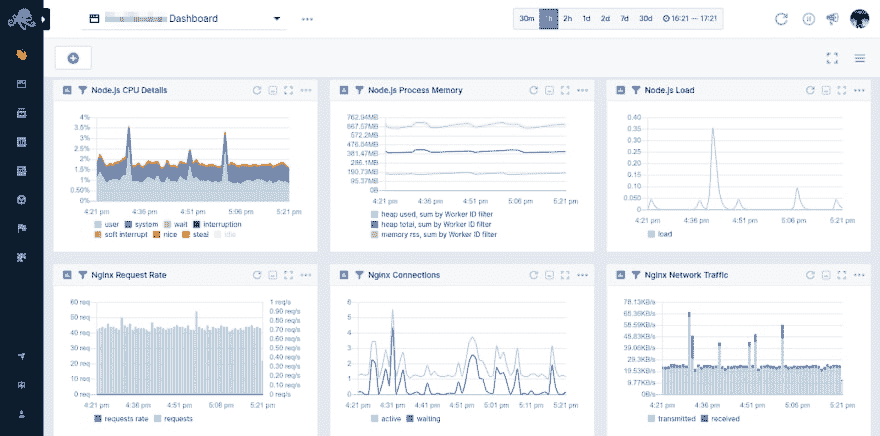 Dashboard
30m 1h 2h 1d 2d 7d 30d 16:21 — 17:21
Node.js CPU Details
4%
3.5%
3%
2.5%
2%
1.5%
1%
0.50%
0%
4:21 pm 4:36 pm 4:51 pm 5:06 pm 5:21 pm
user system wait interruption
soft interrupt nice steal idle
Node.js Process Memory
762.94MB
667.57MB
572.2MB
476.84MB
381.47MB
286.1MB
190.73MB
95.37MB
0B
4:21 pm 4:36 pm 4:51 pm 5:06 pm 5:21 pm
heap used, sum by Worker ID filter
heap total, sum by Worker ID filter
memory rss, sum by Worker ID filter
Node.js Load
0.40
0.35
0.30
0.25
0.20
0.15
0.10
0.050
0
4:21 pm 4:36 pm 4:51 pm 5:06 pm 5:21 pm
load
Nginx Request Rate
60 req
50 req
40 req
30 req
20 req
10 req
0 req
1 req/s
0.90 req/s
0.80 req/s
0.70 req/s
0.60 req/s
0.50 req/s
0.40 req/s
0.30 req/s
0.20 req/s
0.10 req/s
0 req/s
4:21 pm 4:36 pm 4:51 pm 5:06 pm 5:21 pm
requests rate requests
Nginx Connections
6
5
4
3
2
1
0
4:21 pm 4:36 pm 4:51 pm 5:01 pm 5:11 pm 5:21 pm
active waiting
Nginx Network Traffic
78.13KB/s
68.36KB/s
58.59KB/s
48.83KB/s
39.06KB/s
29.3KB/s
19.53KB/s
9.77KB/s
0B/s
4:21 pm 4:36 pm 4:51 pm 5:06 pm 5:21 pm
transmitted received